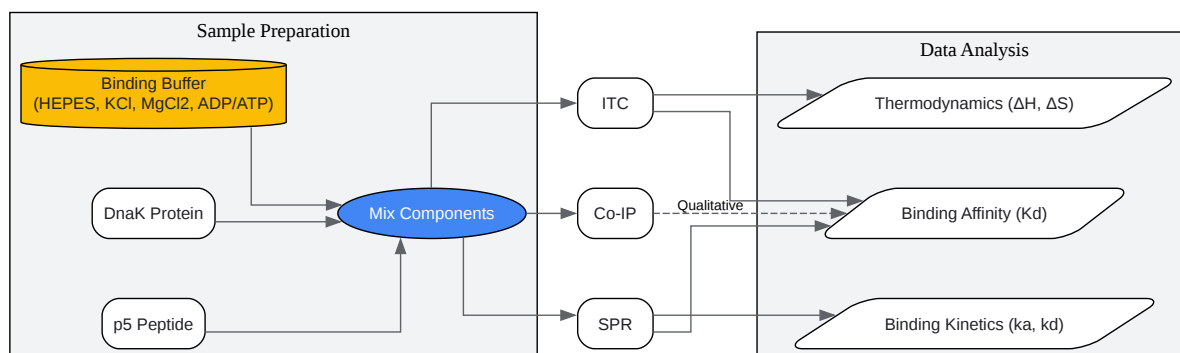 Sample Preparation
Binding Buffer
(HEPES, KCl, MgCl2, ADP/ATP)
DnaK Protein
p5 Peptide
Mix Components
ITC
Co-IP
SPR
Qualitative
Data Analysis
Thermodynamics (ΔH, ΔS)
Binding Affinity (Kd)
Binding Kinetics (ka, kd)